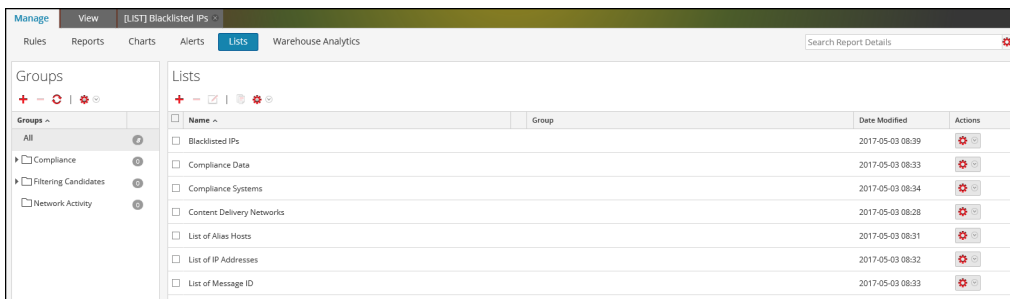 Manage View [LIST] Blacklisted IPs ×
Rules Reports Charts Alerts Lists Warehouse Analytics Search Report Details
Groups
Lists
Groups
Name Group Date Modified Actions
All
Blacklisted IPs 2017-05-03 08:39
Compliance 0
Compliance Data 2017-05-03 08:33
Filtering Candidates 0
Compliance Systems 2017-05-03 08:34
Network Activity 0
Content Delivery Networks 2017-05-03 08:28
List of Alias Hosts 2017-05-03 08:31
List of IP Addresses 2017-05-03 08:32
List of Message ID 2017-05-03 08:33